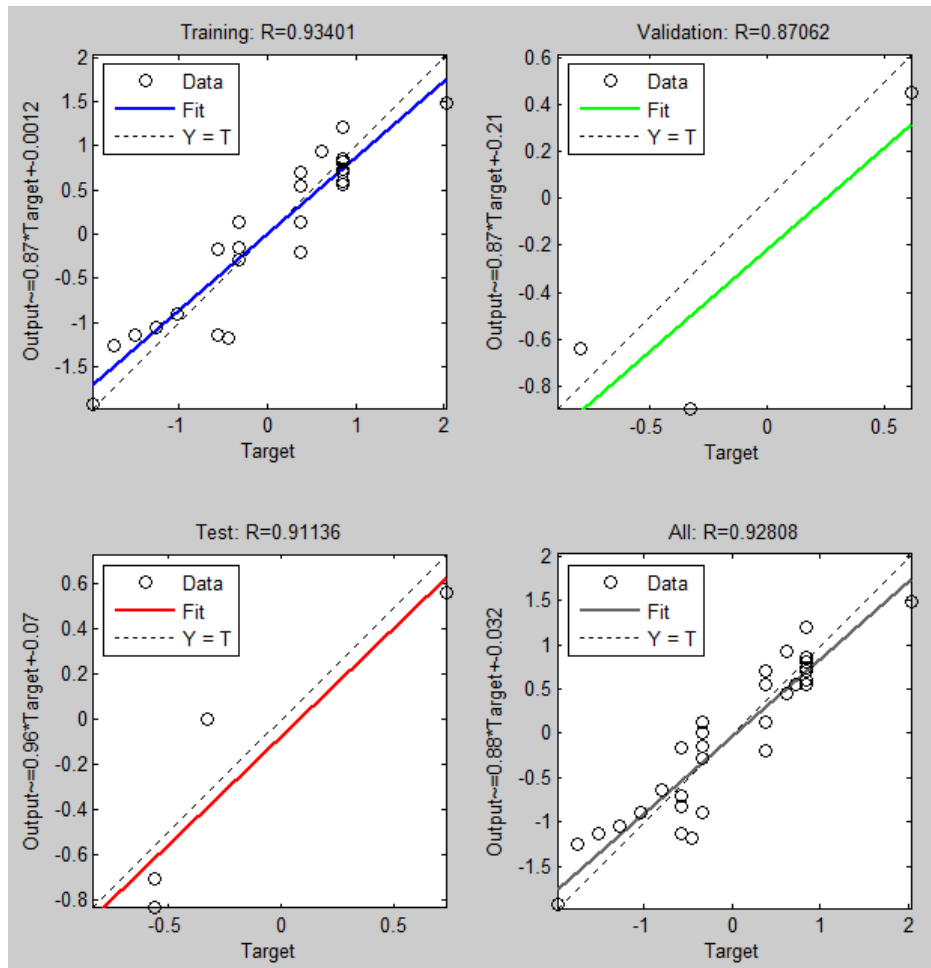 Training: R=0.93401
Output~=0.87*Target+-0.0012
2
1.5
1
0.5
0
-0.5
-1
-1.5
Data
Fit
Y = T
-1
0
1
2
Target
Validation: R=0.87062
Output~=0.87*Target+-0.21
0.6
0.4
0.2
0
-0.2
-0.4
-0.6
-0.8
Data
Fit
Y = T
-0.5
0
0.5
Target
Test: R=0.91136
Output~=0.96*Target+-0.07
0.6
0.4
0.2
0
-0.2
-0.4
-0.6
-0.8
Data
Fit
Y = T
-0.5
0
0.5
Target
All: R=0.92808
Output~=0.88*Target+-0.032
2
1.5
1
0.5
0
-0.5
-1
-1.5
Data
Fit
Y = T
-1
0
1
2
Target